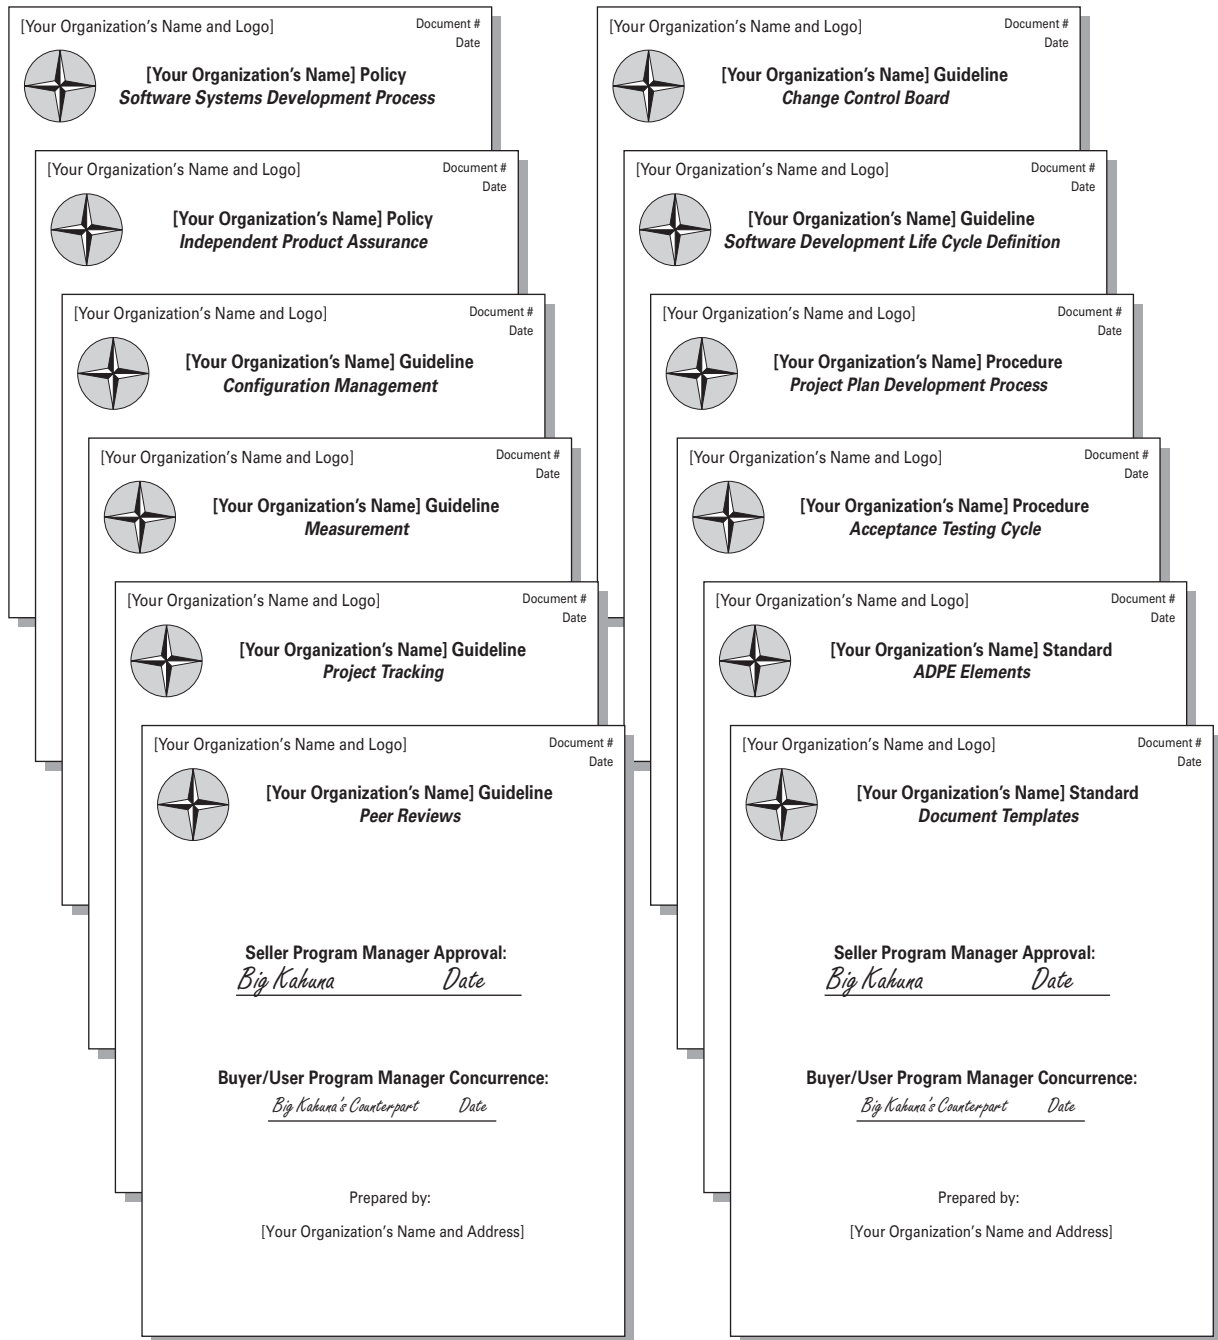 [Your Organization's Name and Logo]
Document #
Date
[Your Organization's Name] Policy
Software Systems Development Process
[Your Organization's Name and Logo]
Document #
Date
[Your Organization's Name] Policy
Independent Product Assurance
[Your Organization's Name and Logo]
Document #
Date
[Your Organization's Name] Guideline
Configuration Management
[Your Organization's Name and Logo]
Document #
Date
[Your Organization's Name] Guideline
Measurement
[Your Organization's Name and Logo]
Document #
Date
[Your Organization's Name] Guideline
Project Tracking
[Your Organization's Name and Logo]
Document #
Date
[Your Organization's Name] Guideline
Peer Reviews
Seller Program Manager Approval:
Big Kahuna Date
Buyer/User Program Manager Concurrence:
Big Kahuna's Counterpart Date
Prepared by:
[Your Organization's Name and Address]
[Your Organization's Name and Logo]
Document #
Date
[Your Organization's Name] Guideline
Change Control Board
[Your Organization's Name and Logo]
Document #
Date
[Your Organization's Name] Guideline
Software Development Life Cycle Definition
[Your Organization's Name and Logo]
Document #
Date
[Your Organization's Name] Procedure
Project Plan Development Process
[Your Organization's Name and Logo]
Document #
Date
[Your Organization's Name] Procedure
Acceptance Testing Cycle
[Your Organization's Name and Logo]
Document #
Date
[Your Organization's Name] Standard
ADPE Elements
[Your Organization's Name and Logo]
Document #
Date
[Your Organization's Name] Standard
Document Templates
Seller Program Manager Approval:
Big Kahuna Date
Buyer/User Program Manager Concurrence:
Big Kahuna's Counterpart Date
Prepared by:
[Your Organization's Name and Address]